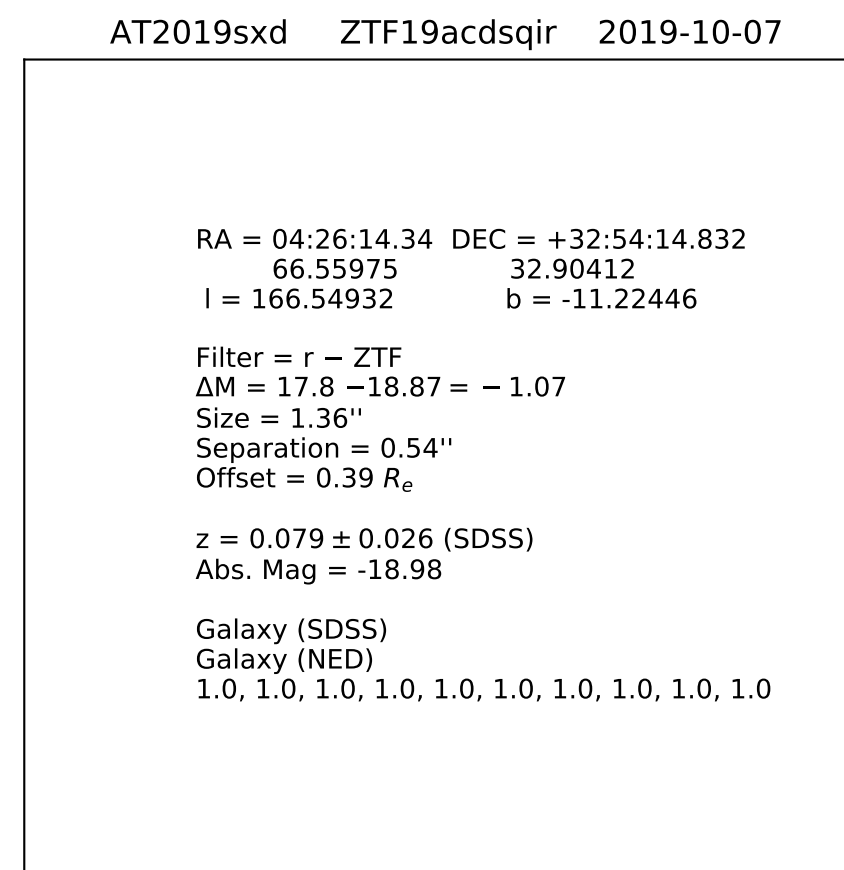 AT2019sxd ZTF19acdsqir 2019-10-07
RA = 04:26:14.34 DEC = +32:54:14.832
66.55975 32.90412
l = 166.54932 b = -11.22446
Filter = r − ZTF
ΔM = 17.8 −18.87 = − 1.07
Size = 1.36''
Separation = 0.54''
Offset = 0.39 Rₑ
z = 0.079 ± 0.026 (SDSS)
Abs. Mag = -18.98
Galaxy (SDSS)
Galaxy (NED)
1.0, 1.0, 1.0, 1.0, 1.0, 1.0, 1.0, 1.0, 1.0, 1.0